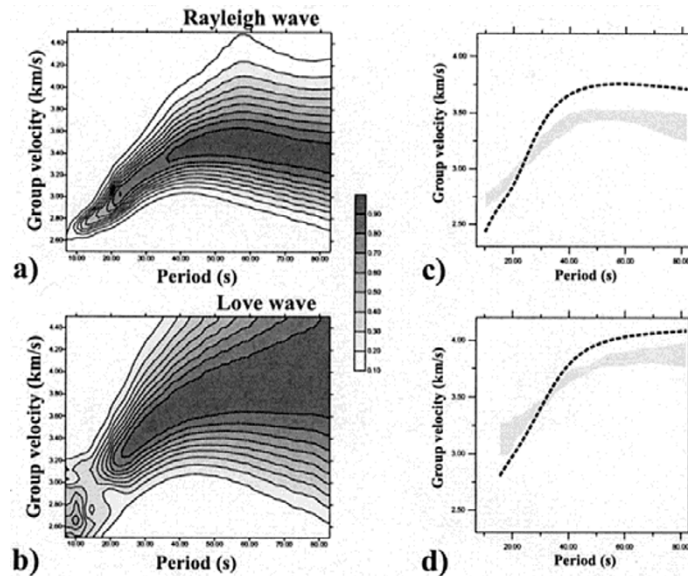 Rayleigh wave
Group velocity (km/s)
4.60
4.20
4.00
3.80
3.60
3.40
3.20
3.00
2.80
2.60
10.00 20.00 30.00 40.00 50.00 60.00 70.00 80.00
a)
Period (s)
Love wave
Group velocity (km/s)
4.40
4.20
4.00
3.80
3.60
3.40
3.20
3.00
2.80
2.60
10.00 20.00 30.00 40.00 50.00 60.00 70.00 80.00
b)
Period (s)
0.90
0.80
0.70
0.60
0.50
0.40
0.30
0.20
0.10
Group velocity (km/s)
4.00
3.50
3.00
2.50
20.00 40.00 60.00 80.00
c)
Period (s)
Group velocity (km/s)
4.00
3.50
3.00
2.50
20.00 40.00 60.00 80.00
d)
Period (s)